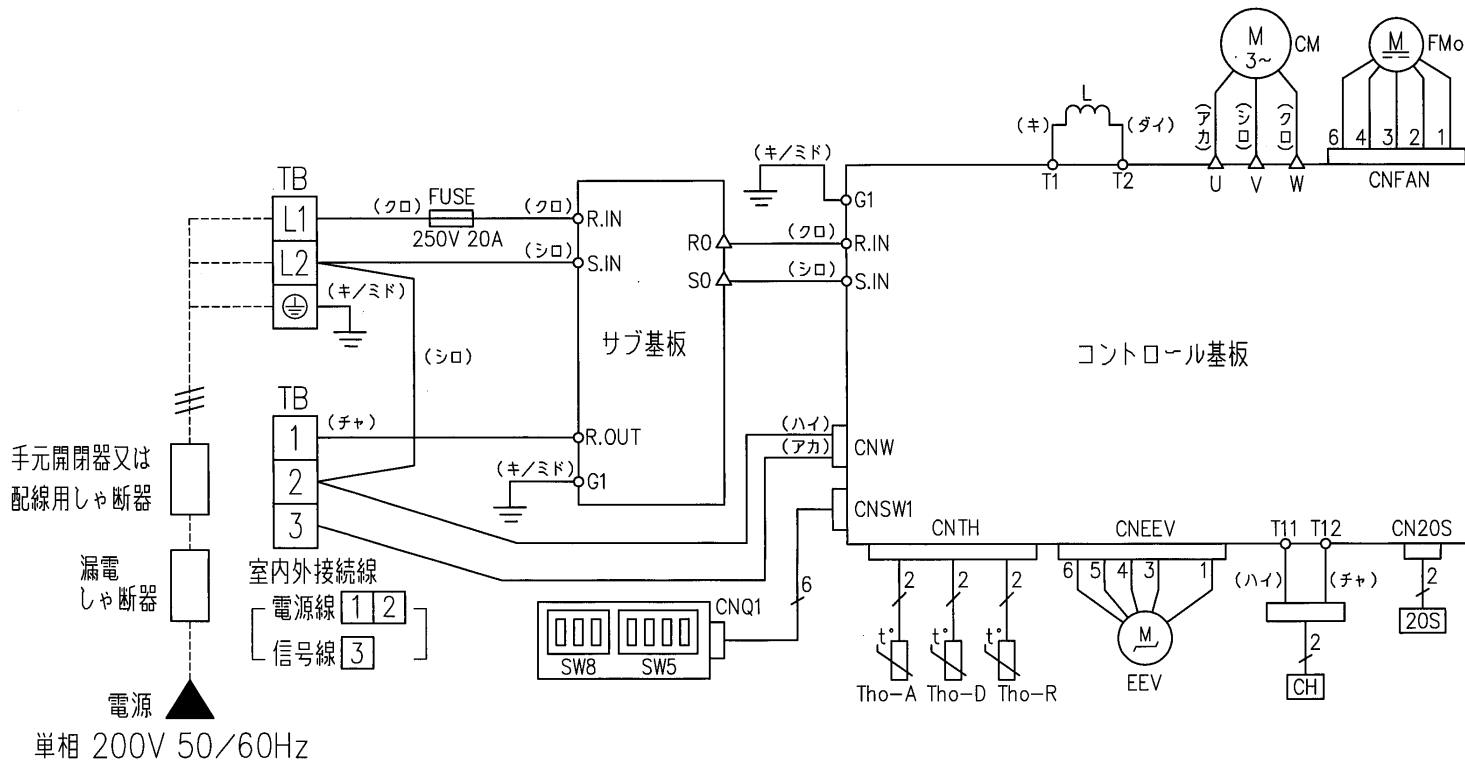 M
3~
CM
M
FMo
L
(キ)
(ダイ)
(アカ)
(シロ)
(クロ)
6 4 3 2 1
T1
T2
U
V
W
CNFAN
(キ/ミド)
G1
TB
L1
(クロ)
FUSE
250V 20A
(クロ)
R.IN
RO
(クロ)
R.IN
L2
(シロ)
S.IN
SO
(シロ)
S.IN
(キ/ミド)
(シロ)
サブ基板
コントロール基板
TB
1
(チャ)
R.OUT
2
(キ/ミド)
G1
3
(ハイ)
(アカ)
CNW
CNSW1
手元開閉器又は
配線用しゃ断器
漏電
しゃ断器
室内外接続線
電源線 1 2
信号線 3
電源
単相 200V 50/60Hz
CNQ1
6
SW8
SW5
CNTH
2
2
2
t°
t°
t°
Tho-A
Tho-D
Tho-R
CNEEV
6 5 4 3 1
M
EEV
T11
T12
(ハイ)
(チャ)
2
CH
CN20S
2
20S